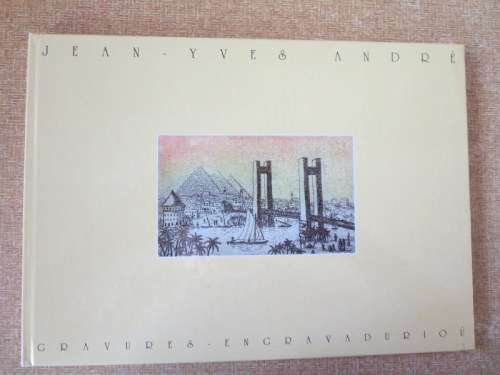 JEAN-YVES ANDRÉ
GRAVURES-ENGRAVADURIOÙ